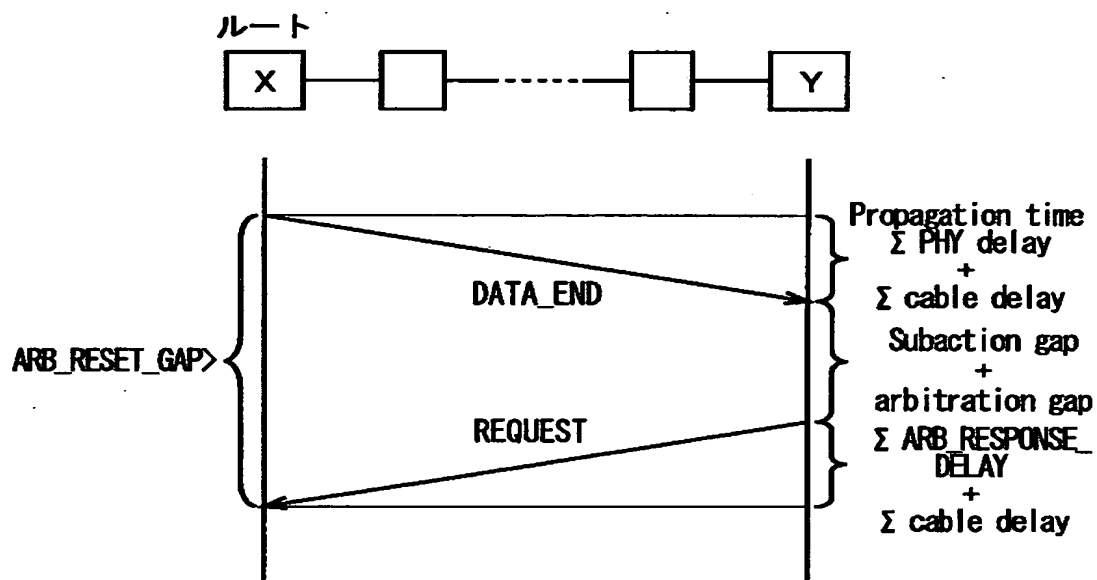 ルート
X
Y
Propagation time
Σ PHY delay
+
Σ cable delay
DATA_END
Subaction gap
+
arbitration gap
ARB_RESET_GAP>
REQUEST
Σ ARB_RESPONSE_
DELAY
+
Σ cable delay